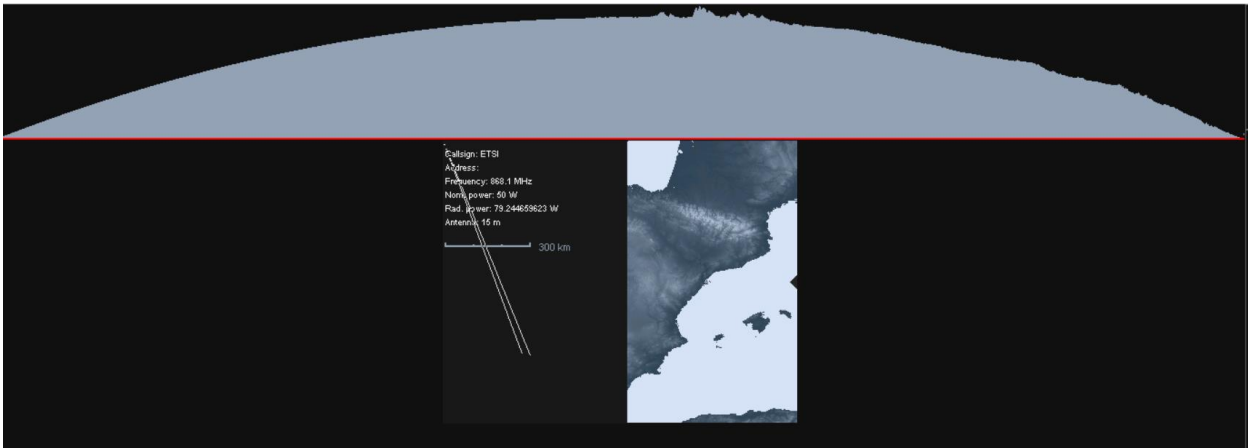 Callsign: ETSI
Address:
Frequency: 868.1 MHz
Nom. power: 50 W
Rad. power: 79.244659623 W
Antenna: 15 m
300 km